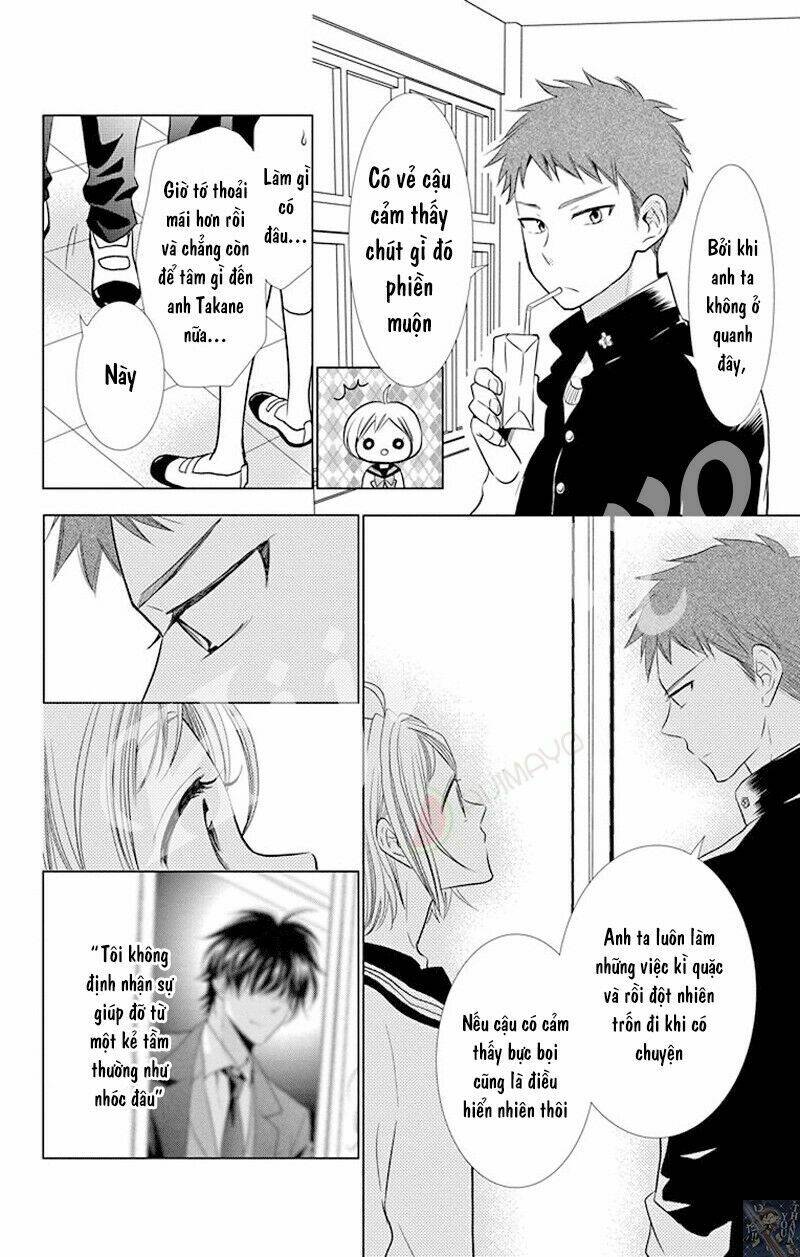 Bởi khi
anh ta
không ở
quanh
đây,
Có vẻ cậu
cảm thấy
chút gì đó
phiền
muộn
Làm gì
có
đâu...
Giờ tớ thoải
mái hơn rồi
và chẳng còn
để tâm gì đến
anh Takane
nữa...
Này
Anh ta luôn làm
những việc kì quặc
và rồi đột nhiên
trốn đi khi có
chuyện
Nếu cậu có cảm
thấy bực bọi
cũng là điều
hiển nhiên thôi
“Tôi không
định nhận sự
giúp đỡ từ
một kẻ tầm
thường như
nhóc đâu”